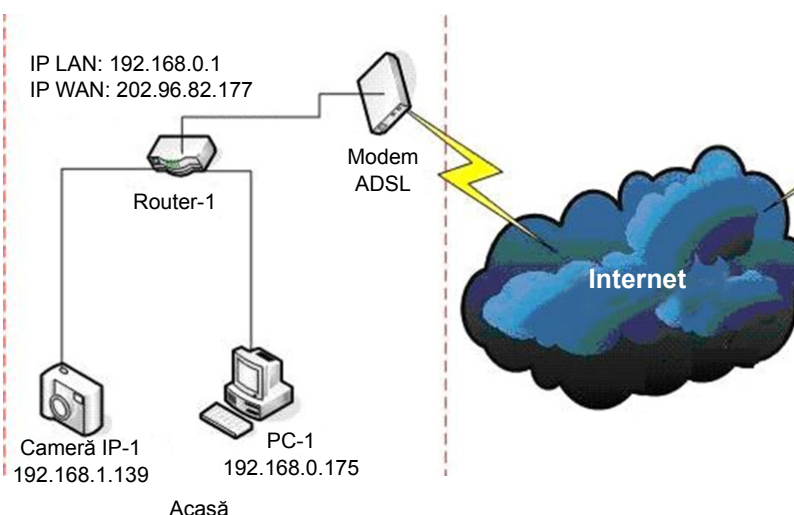 IP LAN: 192.168.0.1
IP WAN: 202.96.82.177
Modem
ADSL
Router-1
Internet
Cameră IP-1
192.168.1.139
PC-1
192.168.0.175
Acasă